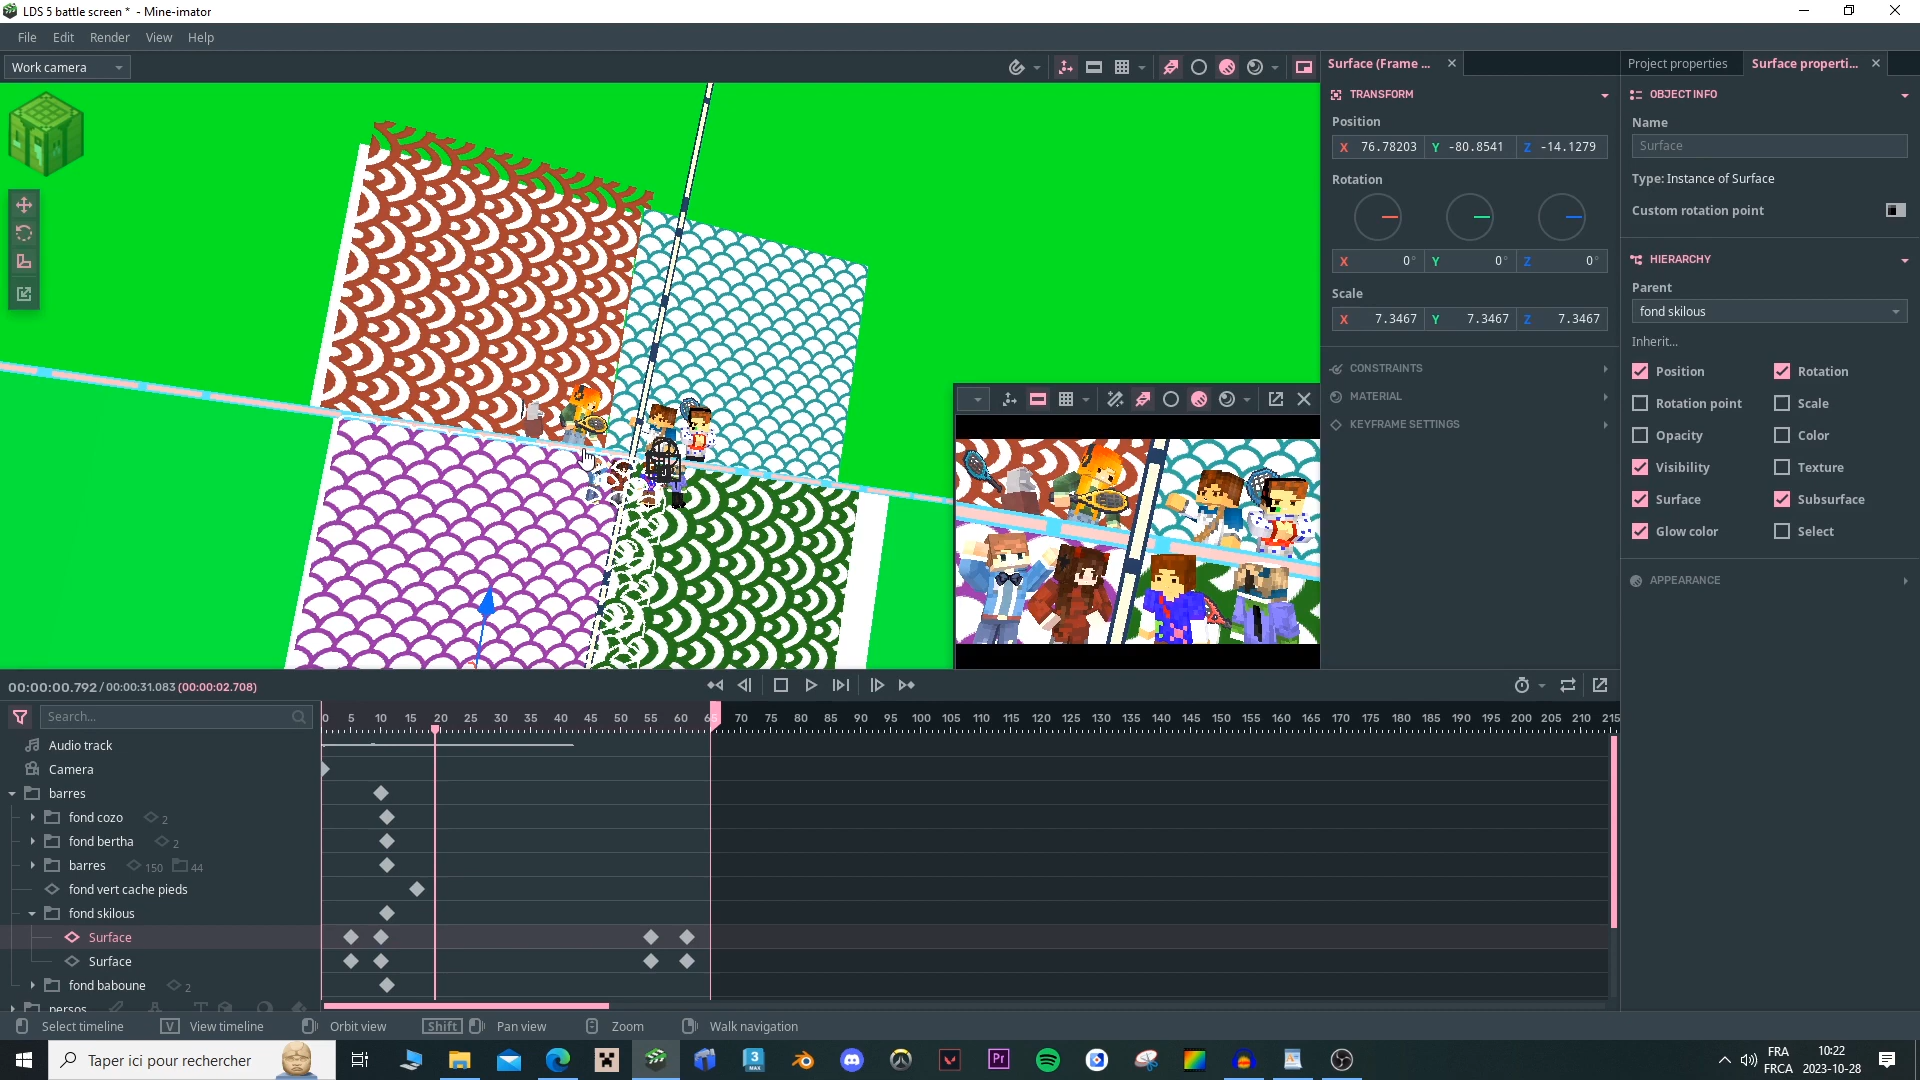 LDS 5 battle screen * - Mine-imator
File Edit Render View Help
Work camera
Surface (Frame ...
Project properties
Surface properti...
TRANSFORM
Position
X 76.78203 Y -80.8541 Z -14.1279
Rotation
X 0° Y 0° Z 0°
Scale
X 7.3467 Y 7.3467 Z 7.3467
CONSTRAINTS
MATERIAL
KEYFRAME SETTINGS
OBJECT INFO
Name
Surface
Type: Instance of Surface
Custom rotation point
HIERARCHY
Parent
fond skilous
Inherit...
Position Rotation
Rotation point Scale
Opacity Color
Visibility Texture
Surface Subsurface
Glow color Select
APPEARANCE
00:00:00.792 / 00:00:31.083 (00:00:02.708)
Search...
0 5 10 15 20 25 30 35 40 45 50 55 60 65 70 75 80 85 90 95 100 105 110 115 120 125 130 135 140 145 150 155 160 165 170 175 180 185 190 195 200 205 210 215
Audio track
Camera
barres
fond cozo 2
fond bertha 2
barres 150 44
fond vert cache pieds
fond skilous
Surface
Surface
fond baboune 2
persos
Select timeline V View timeline Orbit view Shift Pan view Zoom Walk navigation
Taper ici pour rechercher
3
MAX
Pr
FRA
FRCA
10:22
2023-10-28